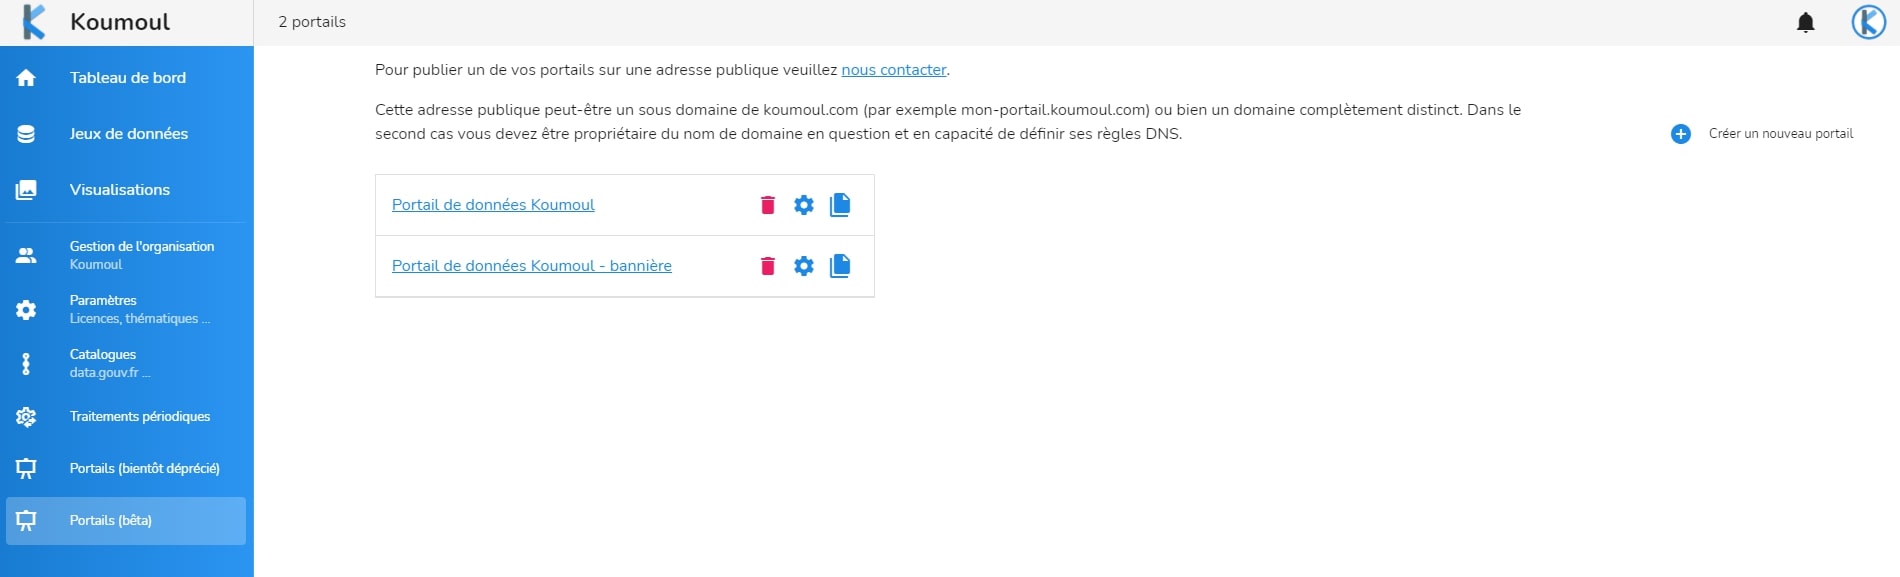 Koumoul
2 portails
Tableau de bord
Jeux de données
Visualisations
Gestion de l'organisation
Koumoul
Paramètres
Licences, thématiques ...
Catalogues
data.gouv.fr ...
Traitements périodiques
Portails (bientôt déprécié)
Portails (bêta)
Pour publier un de vos portails sur une adresse publique veuillez nous contacter.
Cette adresse publique peut-être un sous domaine de koumoul.com (par exemple mon-portail.koumoul.com) ou bien un domaine complètement distinct. Dans le
second cas vous devez être propriétaire du nom de domaine en question et en capacité de définir ses règles DNS.
Portail de données Koumoul
Portail de données Koumoul - bannière
Créer un nouveau portail